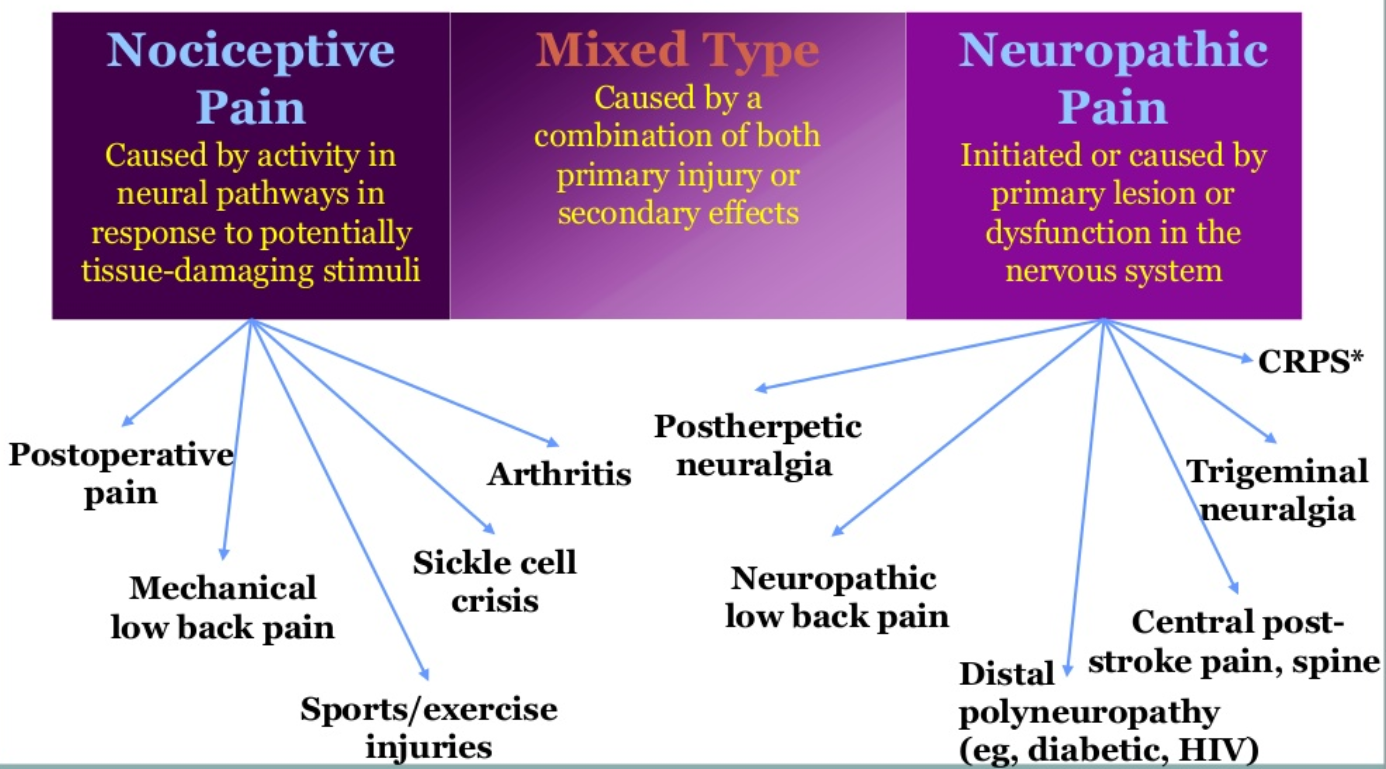 Nociceptive
Pain
Caused by activity in
neural pathways in
response to potentially
tissue-damaging stimuli
Mixed Type
Caused by a
combination of both
primary injury or
secondary effects
Neuropathic
Pain
Initiated or caused by
primary lesion or
dysfunction in the
nervous system
Postoperative
pain
Mechanical
low back pain
Sports/exercise
injuries
Sickle cell
crisis
Arthritis
Postherpetic
neuralgia
Neuropathic
low back pain
Distal
polyneuropathy
(eg, diabetic, HIV)
Central post-
stroke pain, spine
Trigeminal
neuralgia
CRPS*